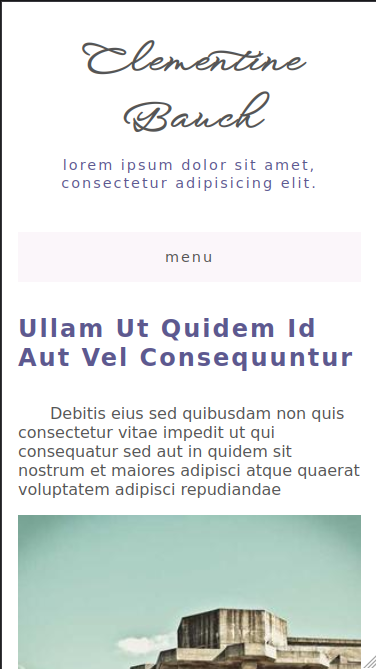 Clementine
Bauch
lorem ipsum dolor sit amet,
consectetur adipisicing elit.
menu
Ullam Ut Quidem Id
Aut Vel Consequuntur
Debitis eius sed quibusdam non quis
consectetur vitae impedit ut qui
consequatur sed aut in quidem sit
nostrum et maiores adipisci atque quaerat
voluptatem adipisci repudiandae